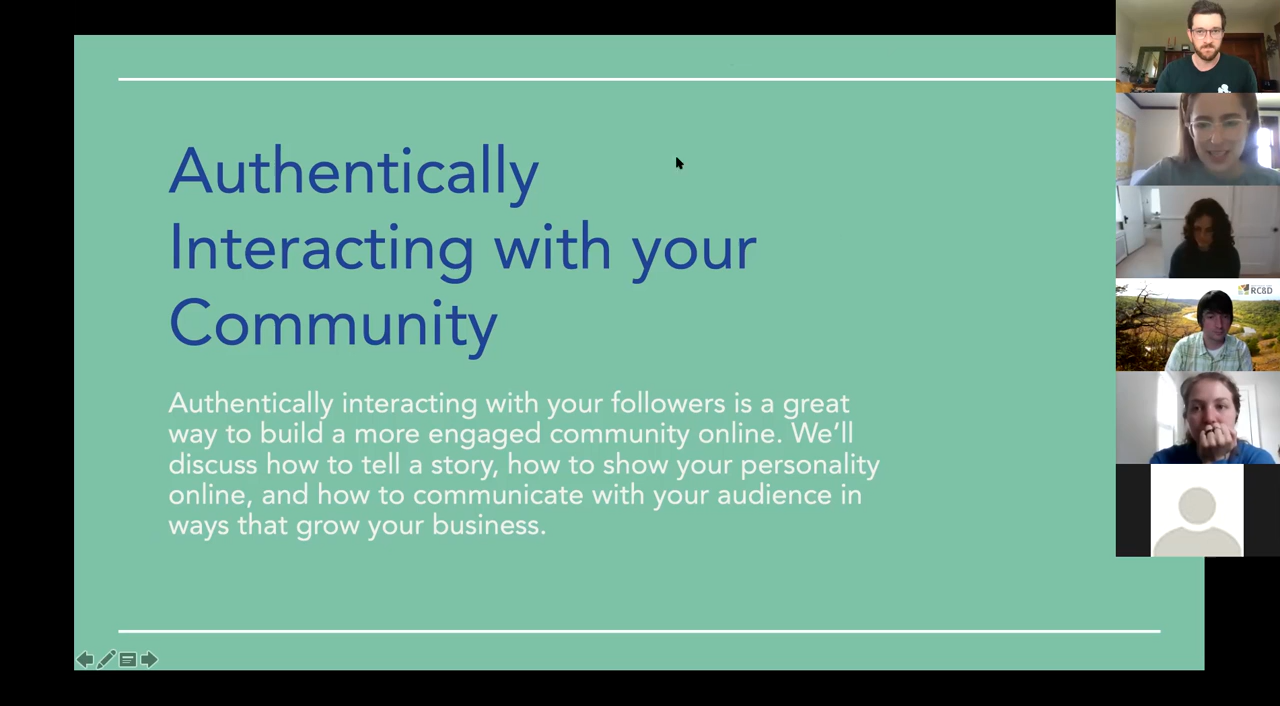 Authentically
Interacting with your
Community
Authentically interacting with your followers is a great
way to build a more engaged community online. We’ll
discuss how to tell a story, how to show your personality
online, and how to communicate with your audience in
ways that grow your business.
RC&D